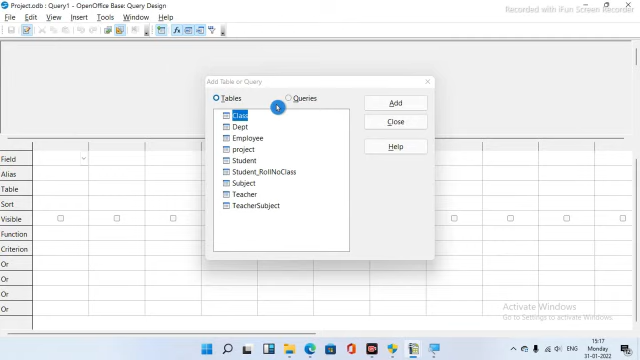 Project.odb : Query1 - OpenOffice Base: Query Design
Recorded with iFun Screen Recorder
File Edit View Insert Tools Window Help
Add Table or Query
Tables Queries
Add
Close
Help
Class
Dept
Employee
project
Student
Student_RollNoClass
Subject
Teacher
TeacherSubject
Field
Alias
Table
Sort
Visible
Function
Criterion
Or
Or
Or
Or
Activate Windows
Go to Settings to activate Windows.
ENG
15:17
Monday
31-01-2022